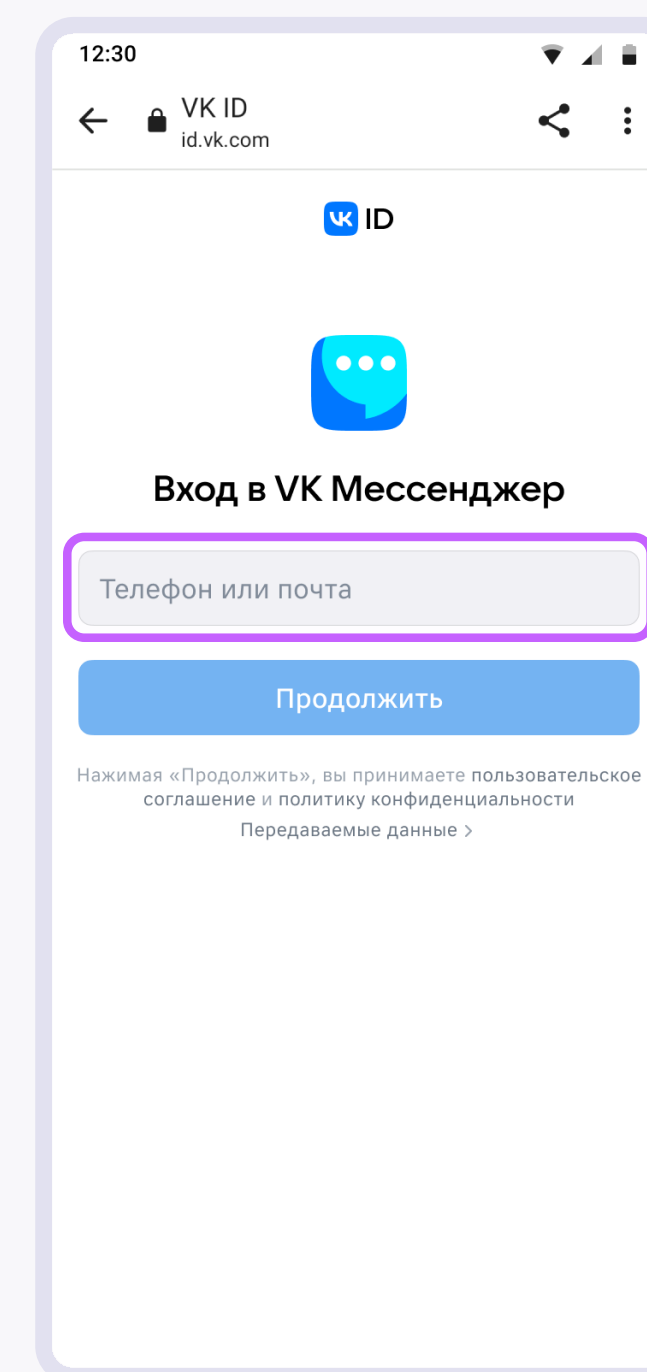 12:30
VK ID
id.vk.com
VK ID
Вход в VK Мессенджер
Телефон или почта
Продолжить
Нажимая «Продолжить», вы принимаете пользовательское
соглашение и политику конфиденциальности
Передаваемые данные >